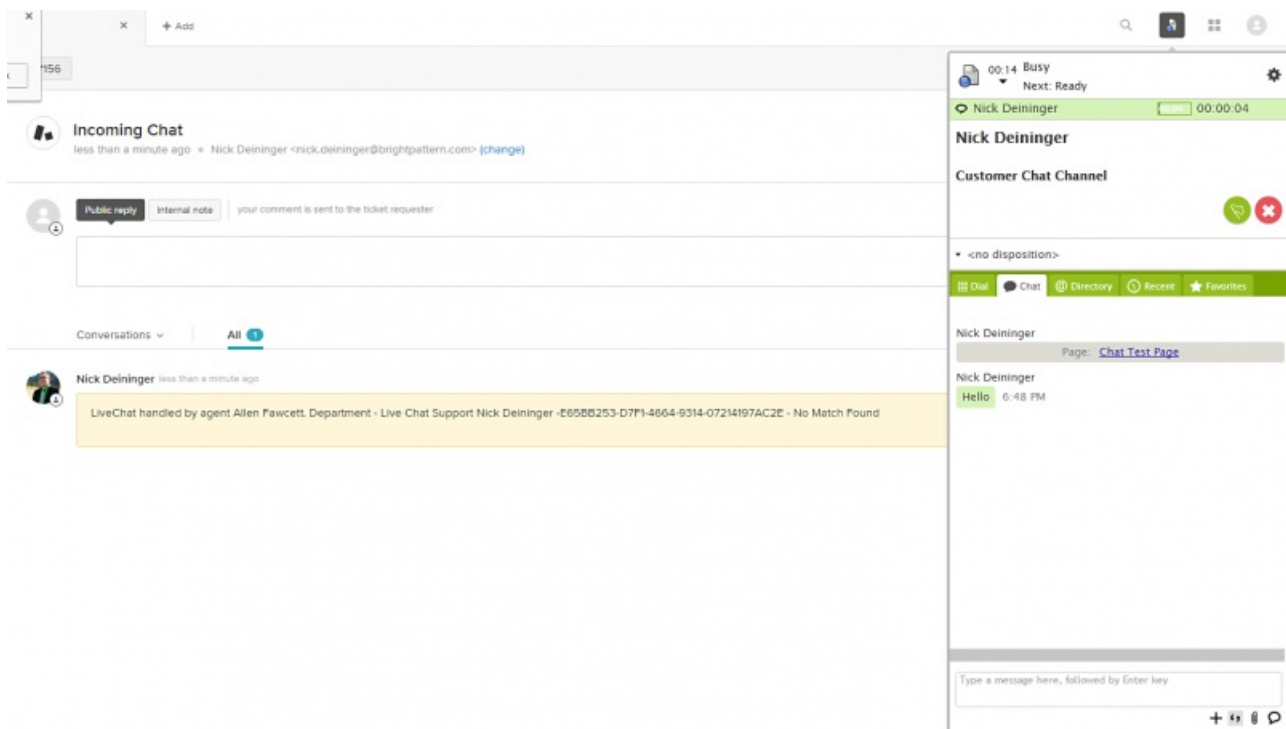 + Add
156
Incoming Chat
less than a minute ago Nick Deininger <nick.deininger@brightpattern.com> (change)
Public reply Internal note your comment is sent to the ticket requester
Conversations All 1
Nick Deininger less than a minute ago
LiveChat handled by agent Allen Fawcett. Department - Live Chat Support Nick Deininger -E65BB253-D7F1-4664-9314-07214197AC2E - No Match Found
00:14 Busy
Next: Ready
Nick Deininger 00:00:04
Nick Deininger
Customer Chat Channel
<no disposition>
Dial Chat Directory Recent Favorites
Nick Deininger
Page: Chat Test Page
Nick Deininger
Hello 6:48 PM
Type a message here, followed by Enter key